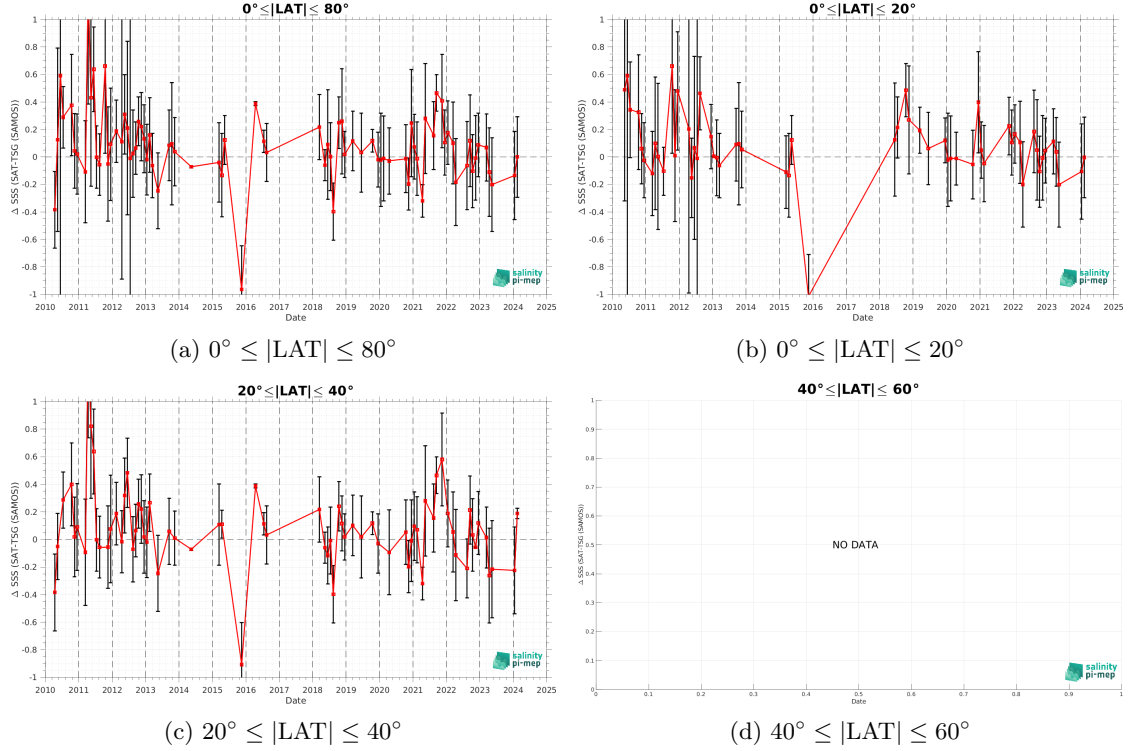 0°≤|LAT|≤ 80°
Δ SSS (SAT-TSG (SAMOS))
1
0.8
0.6
0.4
0.2
0
-0.2
-0.4
-0.6
-0.8
-1
2010 2011 2012 2013 2014 2015 2016 2017 2018 2019 2020 2021 2022 2023 2024 2025
Date
salinity
pi-mep
(a) 0° ≤ |LAT| ≤ 80°
0°≤|LAT|≤ 20°
Δ SSS (SAT-TSG (SAMOS))
1
0.8
0.6
0.4
0.2
0
-0.2
-0.4
-0.6
-0.8
-1
2010 2011 2012 2013 2014 2015 2016 2017 2018 2019 2020 2021 2022 2023 2024 2025
Date
salinity
pi-mep
(b) 0° ≤ |LAT| ≤ 20°
20°≤|LAT|≤ 40°
Δ SSS (SAT-TSG (SAMOS))
1
0.8
0.6
0.4
0.2
0
-0.2
-0.4
-0.6
-0.8
-1
2010 2011 2012 2013 2014 2015 2016 2017 2018 2019 2020 2021 2022 2023 2024 2025
Date
salinity
pi-mep
(c) 20° ≤ |LAT| ≤ 40°
40°≤|LAT|≤ 60°
Δ SSS (SAT-TSG (SAMOS))
1
0.9
0.8
0.7
0.6
0.5
0.4
0.3
0.2
0.1
0
NO DATA
0 0.1 0.2 0.3 0.4 0.5 0.6 0.7 0.8 0.9 1
Date
salinity
pi-mep
(d) 40° ≤ |LAT| ≤ 60°